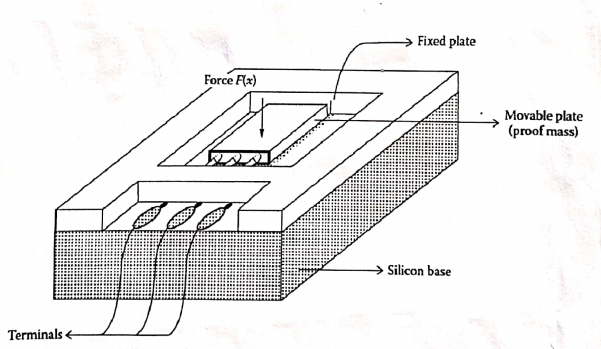 Fixed plate
Force F(x)
Movable plate
(proof mass)
Silicon base
Terminals